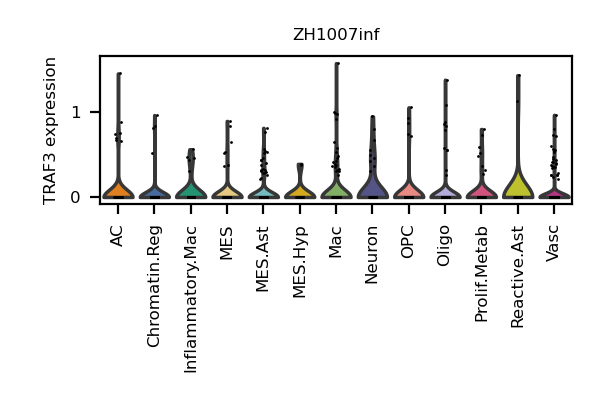 ZH1007inf
TRAF3 expression
1
0
AC
Chromatin.Reg
Inflammatory.Mac
MES
MES.Ast
MES.Hyp
Mac
Neuron
OPC
Oligo
Prolif.Metab
Reactive.Ast
Vasc